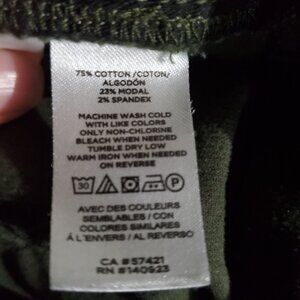 75% COTTON /COTON/
ALGODÓN
23% MODAL
2% SPANDEX
MACHINE WASH COLD
WITH LIKE COLORS
ONLY NON-CHLORINE
BLEACH WHEN NEEDED
TUMBLE DRY LOW
WARM IRON WHEN NEEDED
ON REVERSE
30 P
AVEC DES COULEURS
SEMBLABLES / CON
COLORES SIMILARES
Á L'ENVERS / AL REVERSO
CA # 57421
RN # 140923